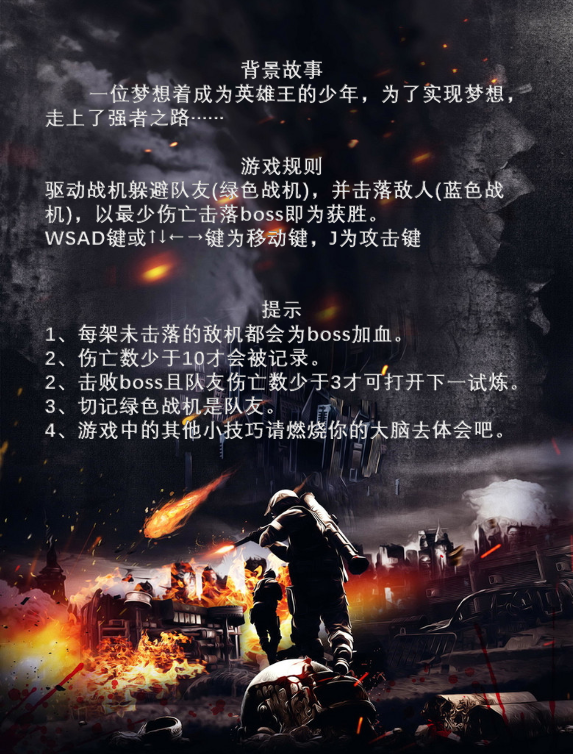 背景故事
一位梦想着成为英雄王的少年，为了实现梦想，
走上了强者之路······
游戏规则
驱动战机躲避队友(绿色战机)，并击落敌人(蓝色战
机)，以最少伤亡击落boss即为获胜。
WSAD键或↑↓←→键为移动键，J为攻击键
提示
1、每架未击落的敌机都会为boss加血。
2、伤亡数少于10才会被记录。
2、击败boss且队友伤亡数少于3才可打开下一试炼。
3、切记绿色战机是队友。
4、游戏中的其他小技巧请燃烧你的大脑去体会吧。